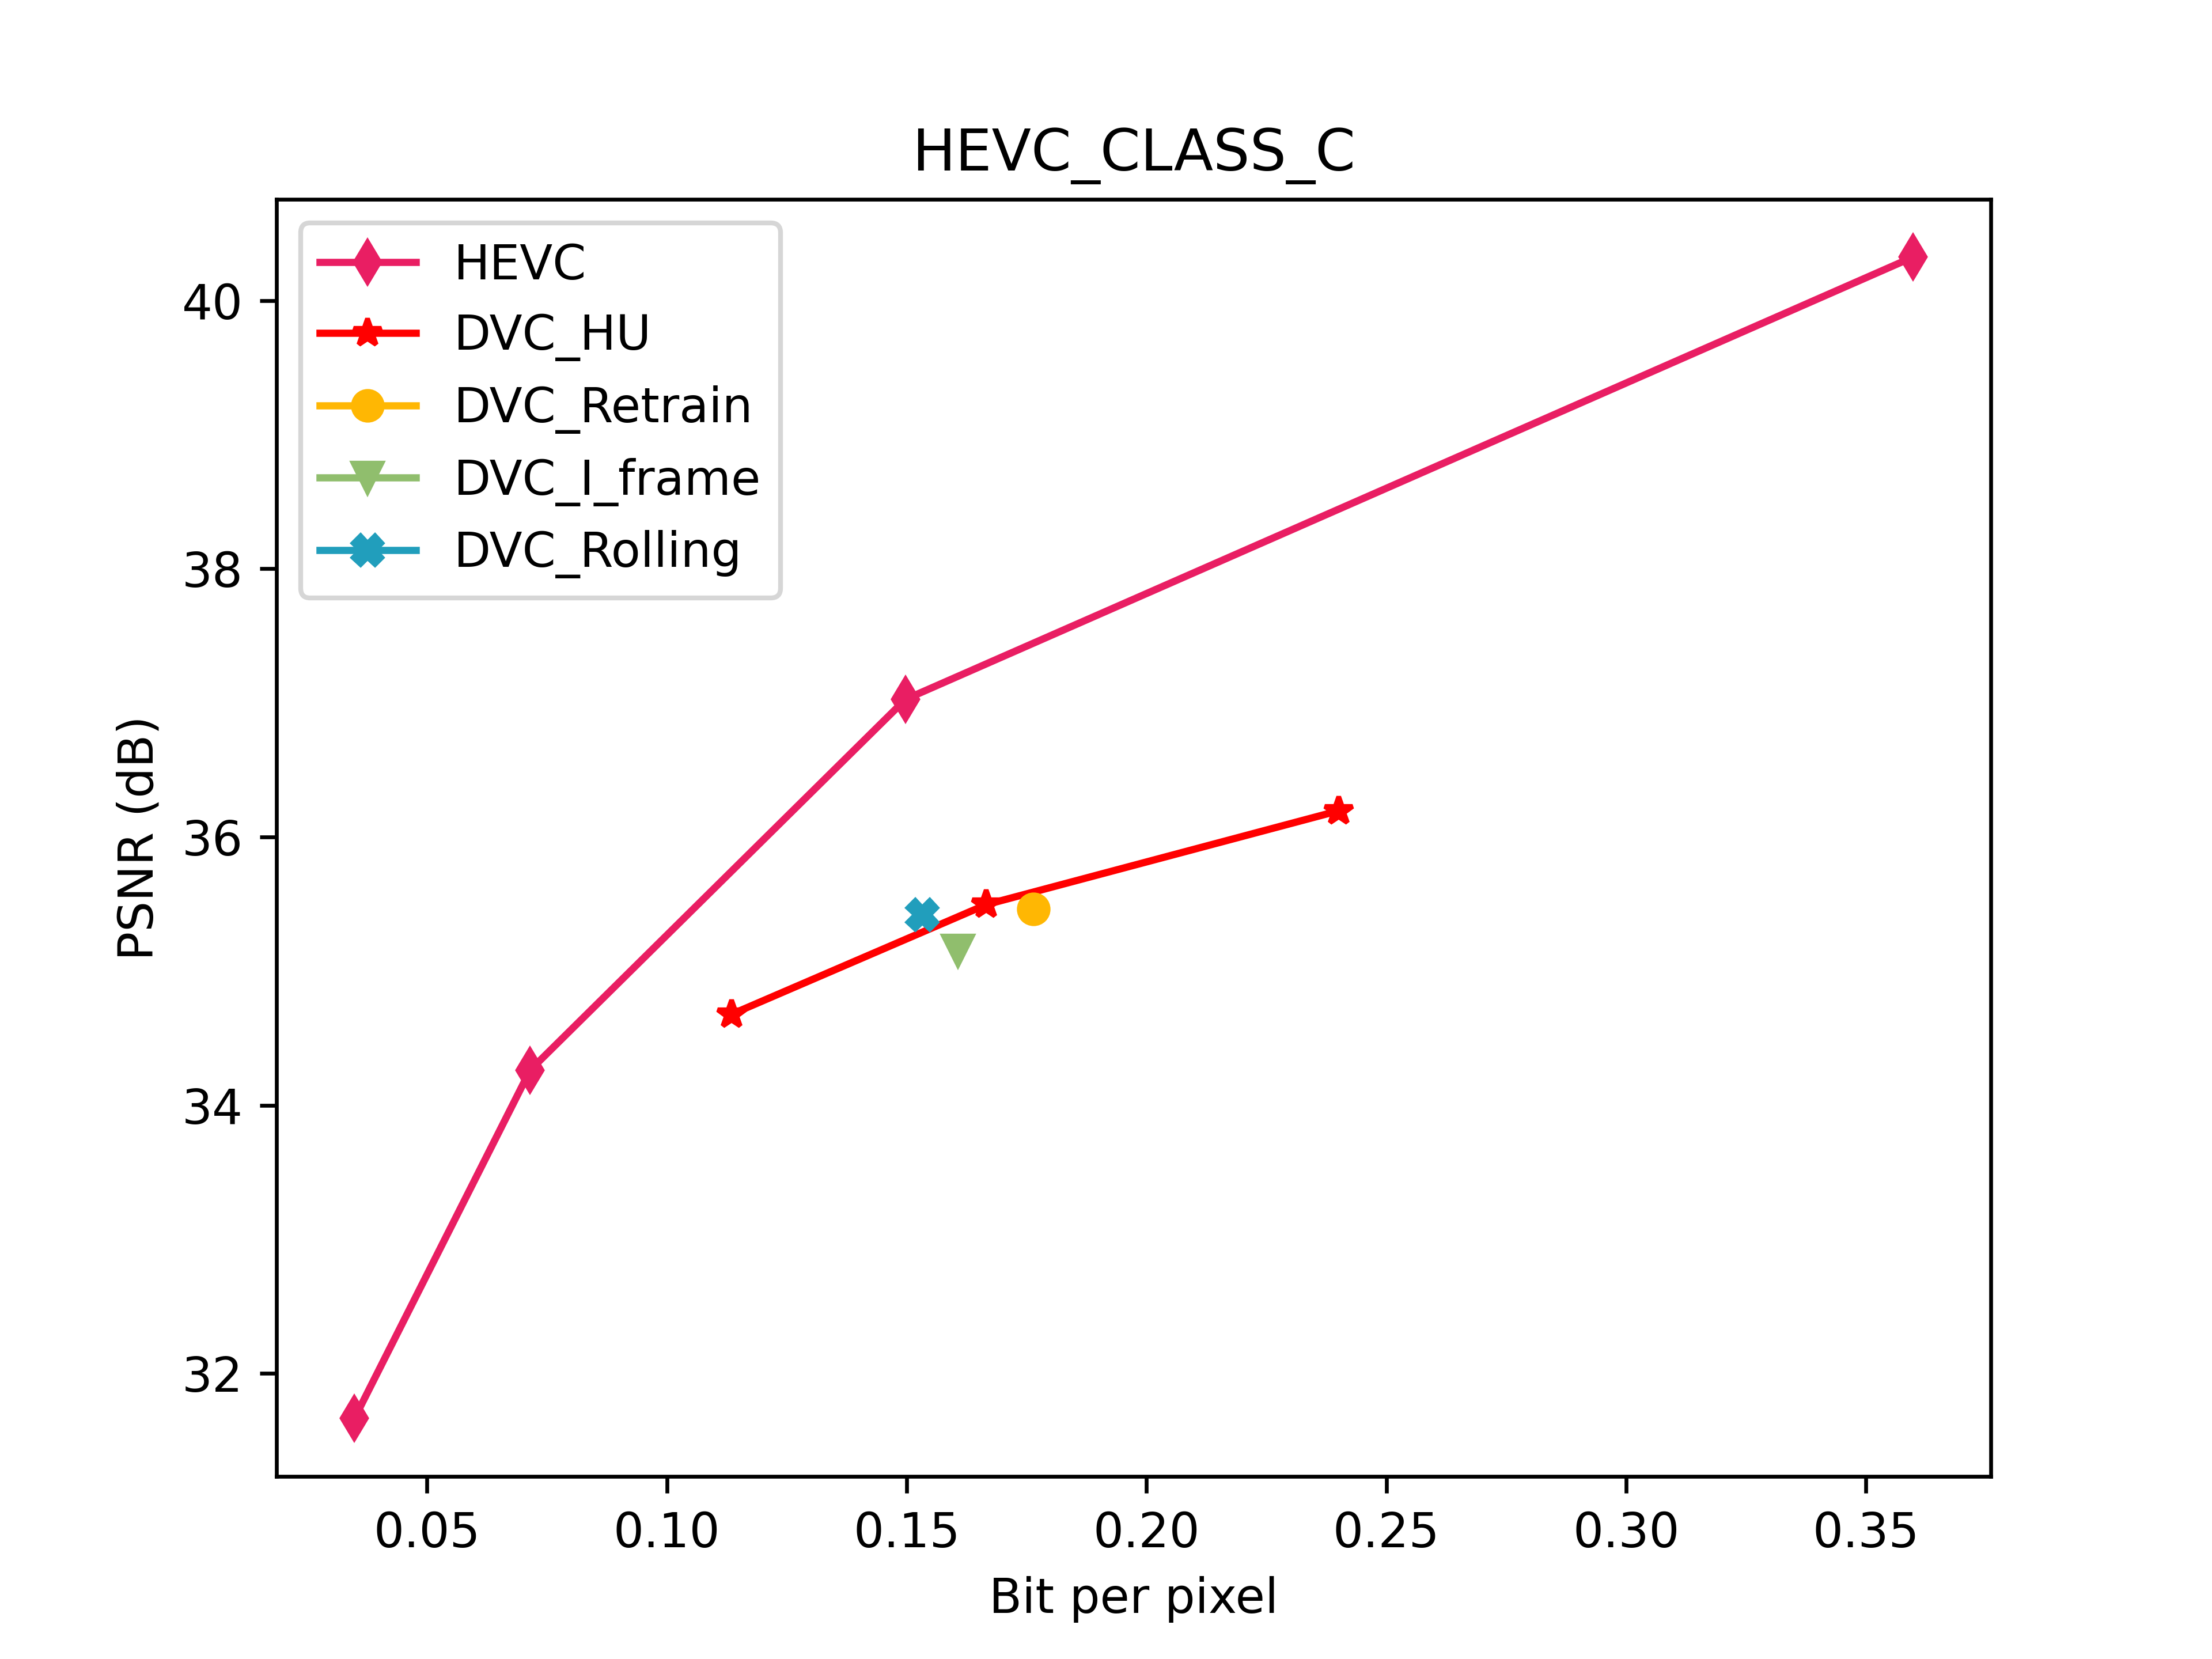 HEVC_CLASS_C
HEVC
DVC_HU
DVC_Retrain
DVC_I_frame
DVC_Rolling
40
38
36
34
32
PSNR (dB)
0.05 0.10 0.15 0.20 0.25 0.30 0.35
Bit per pixel